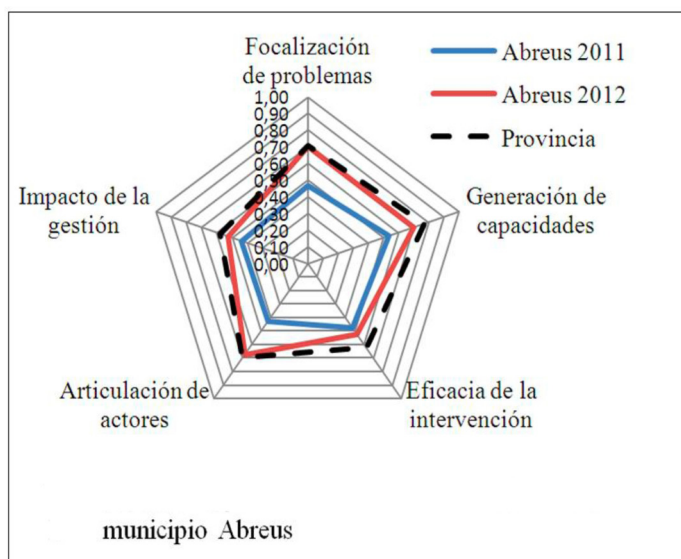 Focalización
de problemas
Abreus 2011
Abreus 2012
Provincia
1,00
0,90
0,80
0,70
0,60
0,50
0,40
0,30
0,20
0,10
0,00
Impacto de la
gestión
Generación de
capacidades
Articulación de
actores
Eficacia de la
intervención
municipio Abreus